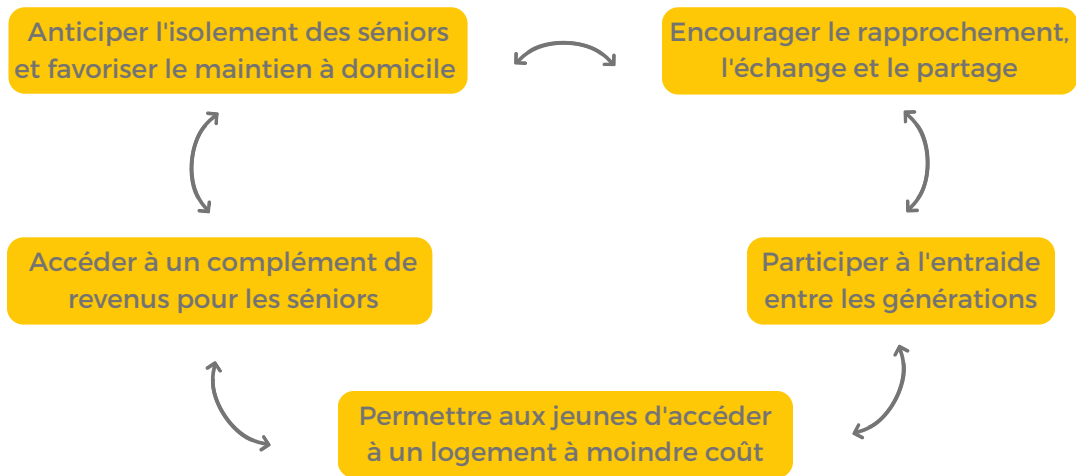 Anticiper l'isolement des séniors
et favoriser le maintien à domicile
Encourager le rapprochement,
l'échange et le partage
Accéder à un complément de
revenus pour les séniors
Participer à l'entraide
entre les générations
Permettre aux jeunes d'accéder
à un logement à moindre coût